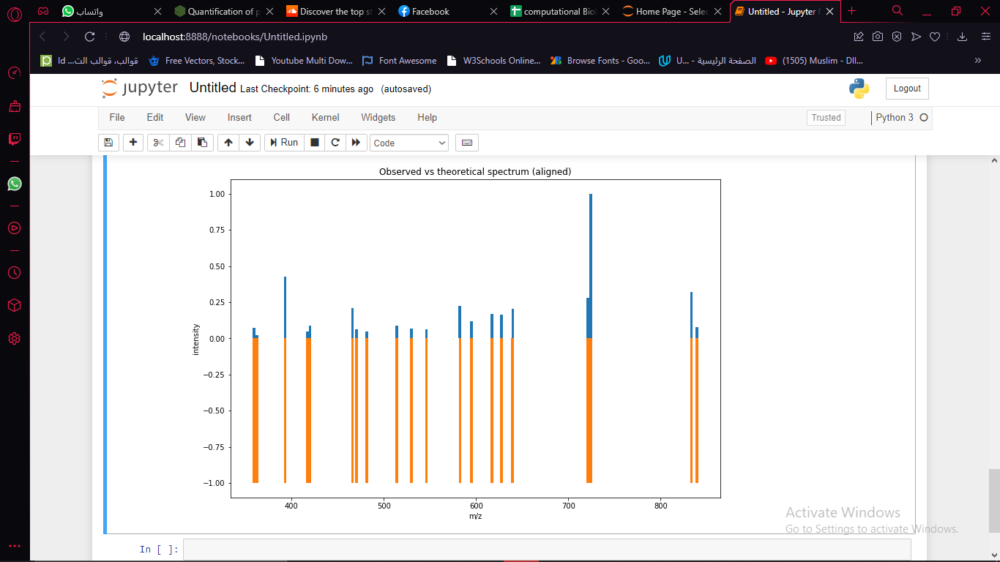 واتساب
Quantification of p
Discover the top st
Facebook
computational Biol
Home Page - Selec
Untitled - Jupyter N
localhost:8888/notebooks/Untitled.ipynb
قوالب، قوالب الت... Id
Free Vectors, Stock...
Youtube Multi Dow...
Font Awesome
W3Schools Online...
Browse Fonts - Goo...
الصفحة الرئيسية - ...U
(1505) Muslim - DII...
»
jupyter Untitled Last Checkpoint: 6 minutes ago (autosaved)
Logout
File Edit View Insert Cell Kernel Widgets Help
Trusted
Python 3
Run
Code
Observed vs theoretical spectrum (aligned)
1.00
0.75
0.50
0.25
0.00
−0.25
−0.50
−0.75
−1.00
intensity
400 500 600 700 800
m/z
Activate Windows
Go to Settings to activate Windows.
In [ ]: